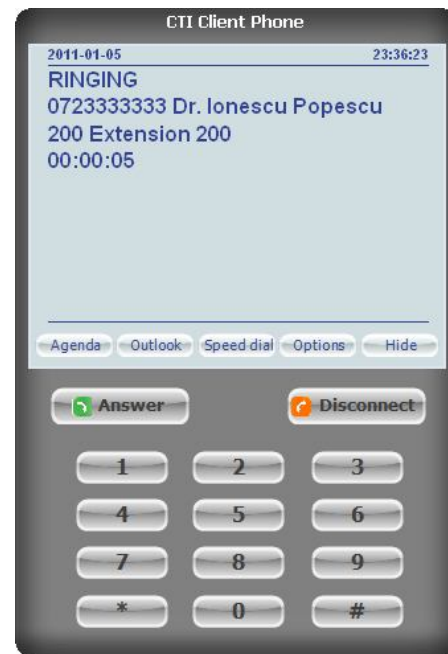 CTI Client Phone
2011-01-05 23:36:23
RINGING
0723333333 Dr. Ionescu Popescu
200 Extension 200
00:00:05
Agenda Outlook Speed dial Options Hide
Answer Disconnect
1 2 3
4 5 6
7 8 9
* 0 #